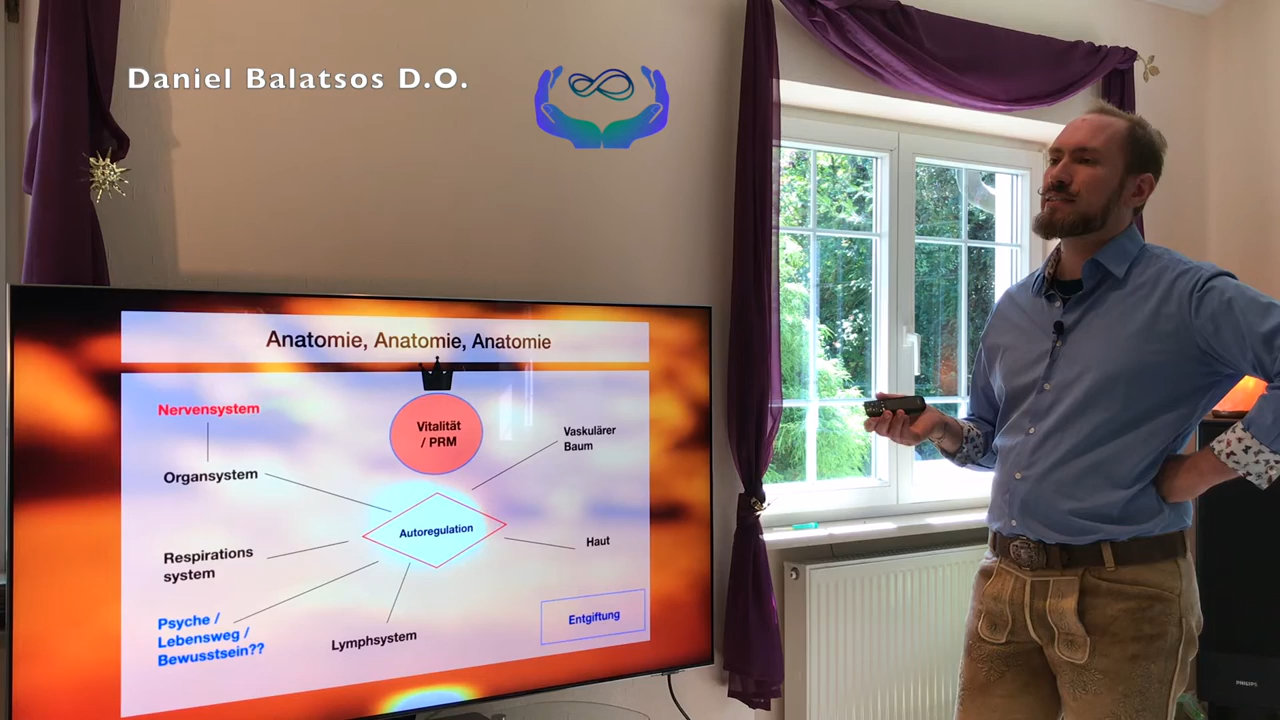 Daniel Balatsos D.O.
Anatomie, Anatomie, Anatomie
Nervensystem
Vitalität
/ PRM
Vaskulärer
Baum
Organsystem
Autoregulation
Respirations
system
Haut
Psyche /
Lebensweg /
Bewusstsein??
Lymphsystem
Entgiftung
PHILIPS